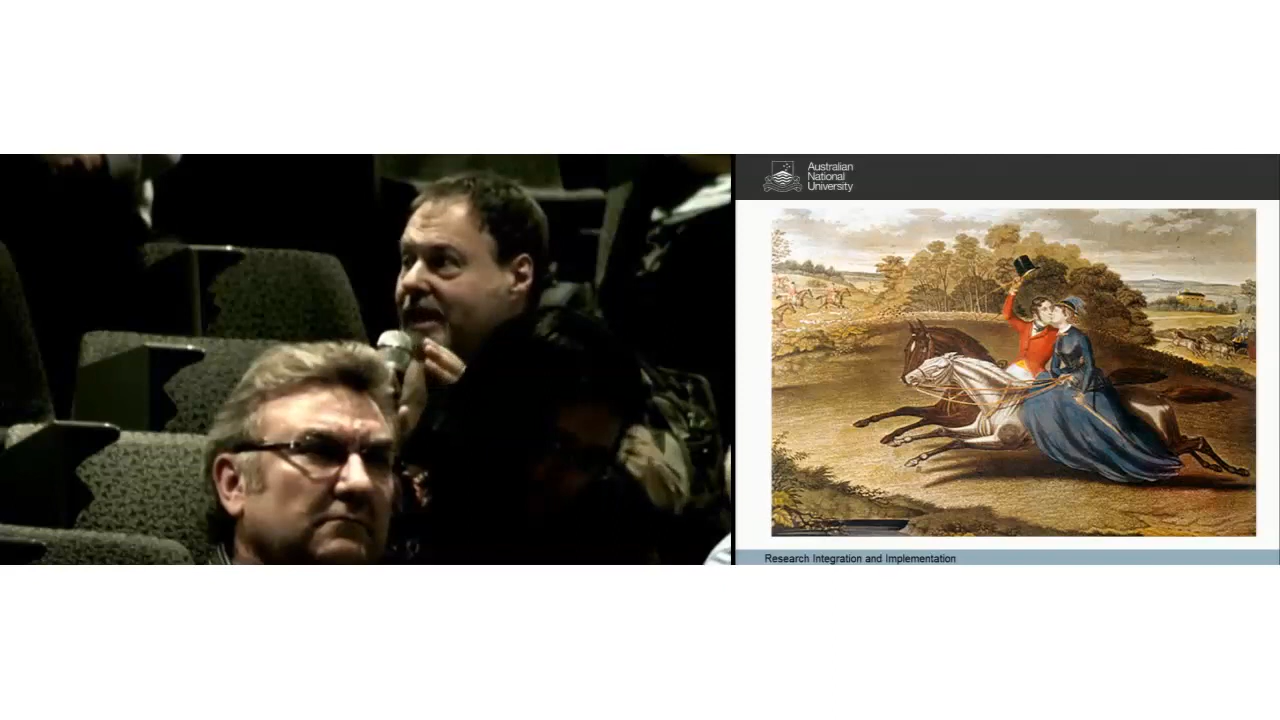 Australian
National
University
Research Integration and Implementation